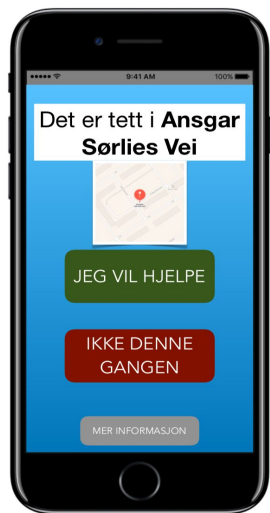 9:41 AM
100%
Det er tett i Ansgar
Sørlies Vei
JEG VIL HJELPE
IKKE DENNE
GANGEN
MER INFORMASJON